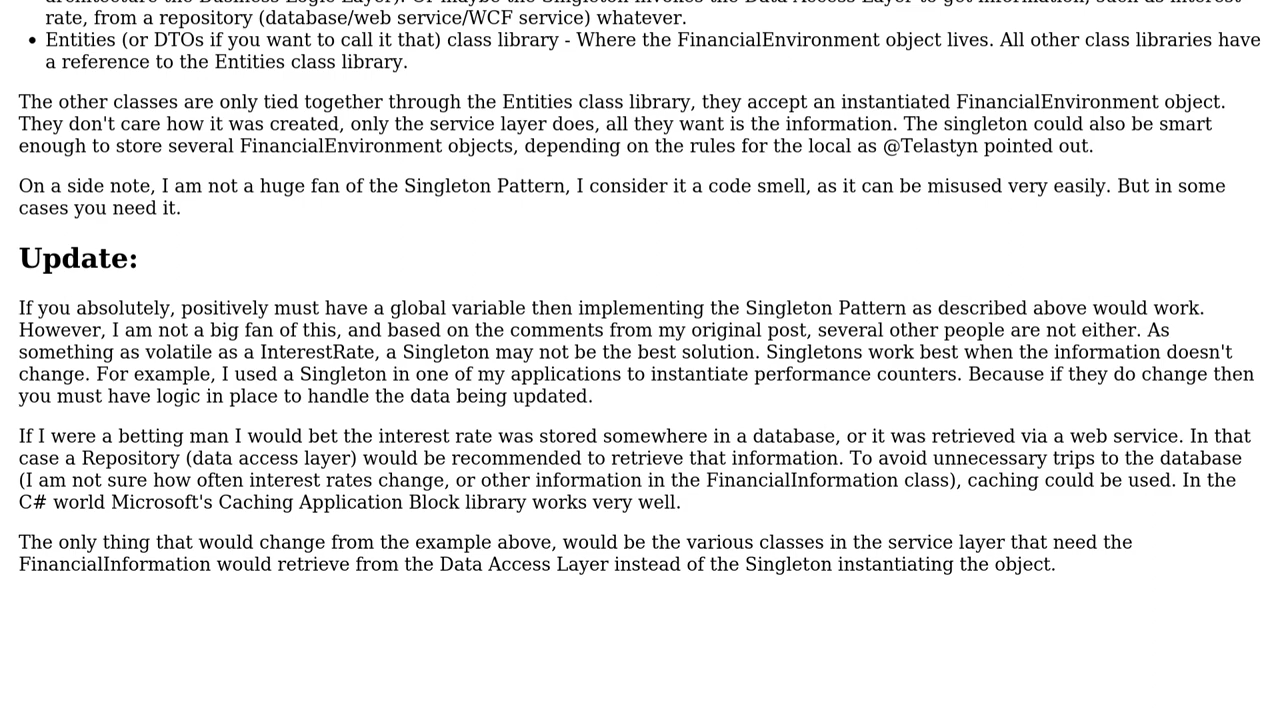 rate, from a repository (database/web service/WCF service) whatever.
Entities (or DTOs if you want to call it that) class library - Where the FinancialEnvironment object lives. All other class libraries have
a reference to the Entities class library.
The other classes are only tied together through the Entities class library, they accept an instantiated FinancialEnvironment object.
They don't care how it was created, only the service layer does, all they want is the information. The singleton could also be smart
enough to store several FinancialEnvironment objects, depending on the rules for the local as @Telastyn pointed out.
On a side note, I am not a huge fan of the Singleton Pattern, I consider it a code smell, as it can be misused very easily. But in some
cases you need it.
Update:
If you absolutely, positively must have a global variable then implementing the Singleton Pattern as described above would work.
However, I am not a big fan of this, and based on the comments from my original post, several other people are not either. As
something as volatile as a InterestRate, a Singleton may not be the best solution. Singletons work best when the information doesn't
change. For example, I used a Singleton in one of my applications to instantiate performance counters. Because if they do change then
you must have logic in place to handle the data being updated.
If I were a betting man I would bet the interest rate was stored somewhere in a database, or it was retrieved via a web service. In that
case a Repository (data access layer) would be recommended to retrieve that information. To avoid unnecessary trips to the database
(I am not sure how often interest rates change, or other information in the FinancialInformation class), caching could be used. In the
C# world Microsoft's Caching Application Block library works very well.
The only thing that would change from the example above, would be the various classes in the service layer that need the
FinancialInformation would retrieve from the Data Access Layer instead of the Singleton instantiating the object.